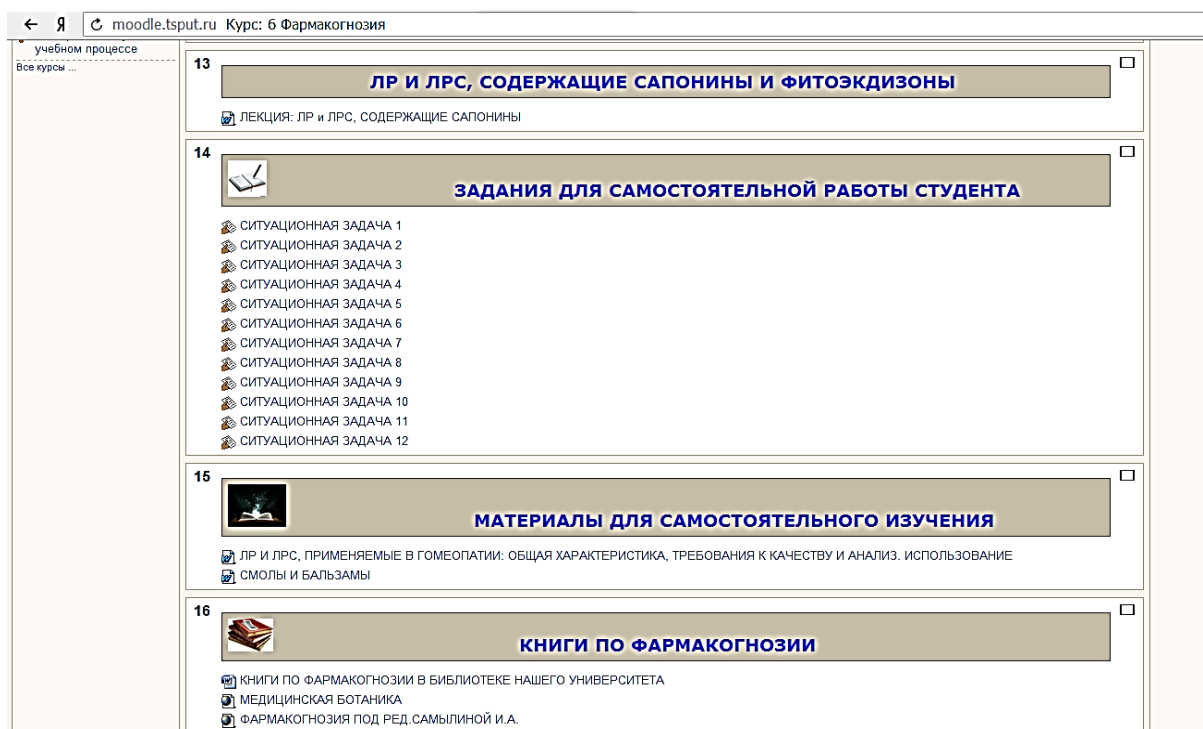 Я moodle.tsput.ru Курс: 6 Фармакогнозия
учебном процессе
Все курсы ...
13
ЛР И ЛРС, СОДЕРЖАЩИЕ САПОНИНЫ И ФИТОЭКДИЗОНЫ
ЛЕКЦИЯ: ЛР и ЛРС, СОДЕРЖАЩИЕ САПОНИНЫ
14
ЗАДАНИЯ ДЛЯ САМОСТОЯТЕЛЬНОЙ РАБОТЫ СТУДЕНТА
СИТУАЦИОННАЯ ЗАДАЧА 1
СИТУАЦИОННАЯ ЗАДАЧА 2
СИТУАЦИОННАЯ ЗАДАЧА 3
СИТУАЦИОННАЯ ЗАДАЧА 4
СИТУАЦИОННАЯ ЗАДАЧА 5
СИТУАЦИОННАЯ ЗАДАЧА 6
СИТУАЦИОННАЯ ЗАДАЧА 7
СИТУАЦИОННАЯ ЗАДАЧА 8
СИТУАЦИОННАЯ ЗАДАЧА 9
СИТУАЦИОННАЯ ЗАДАЧА 10
СИТУАЦИОННАЯ ЗАДАЧА 11
СИТУАЦИОННАЯ ЗАДАЧА 12
15
МАТЕРИАЛЫ ДЛЯ САМОСТОЯТЕЛЬНОГО ИЗУЧЕНИЯ
ЛР И ЛРС, ПРИМЕНЯЕМЫЕ В ГОМЕОПАТИИ: ОБЩАЯ ХАРАКТЕРИСТИКА, ТРЕБОВАНИЯ К КАЧЕСТВУ И АНАЛИЗ. ИСПОЛЬЗОВАНИЕ
СМОЛЫ И БАЛЬЗАМЫ
16
КНИГИ ПО ФАРМАКОГНОЗИИ
КНИГИ ПО ФАРМАКОГНОЗИИ В БИБЛИОТЕКЕ НАШЕГО УНИВЕРСИТЕТА
МЕДИЦИНСКАЯ БОТАНИКА
ФАРМАКОГНОЗИЯ ПОД РЕД.САМЫЛИНОЙ И.А.